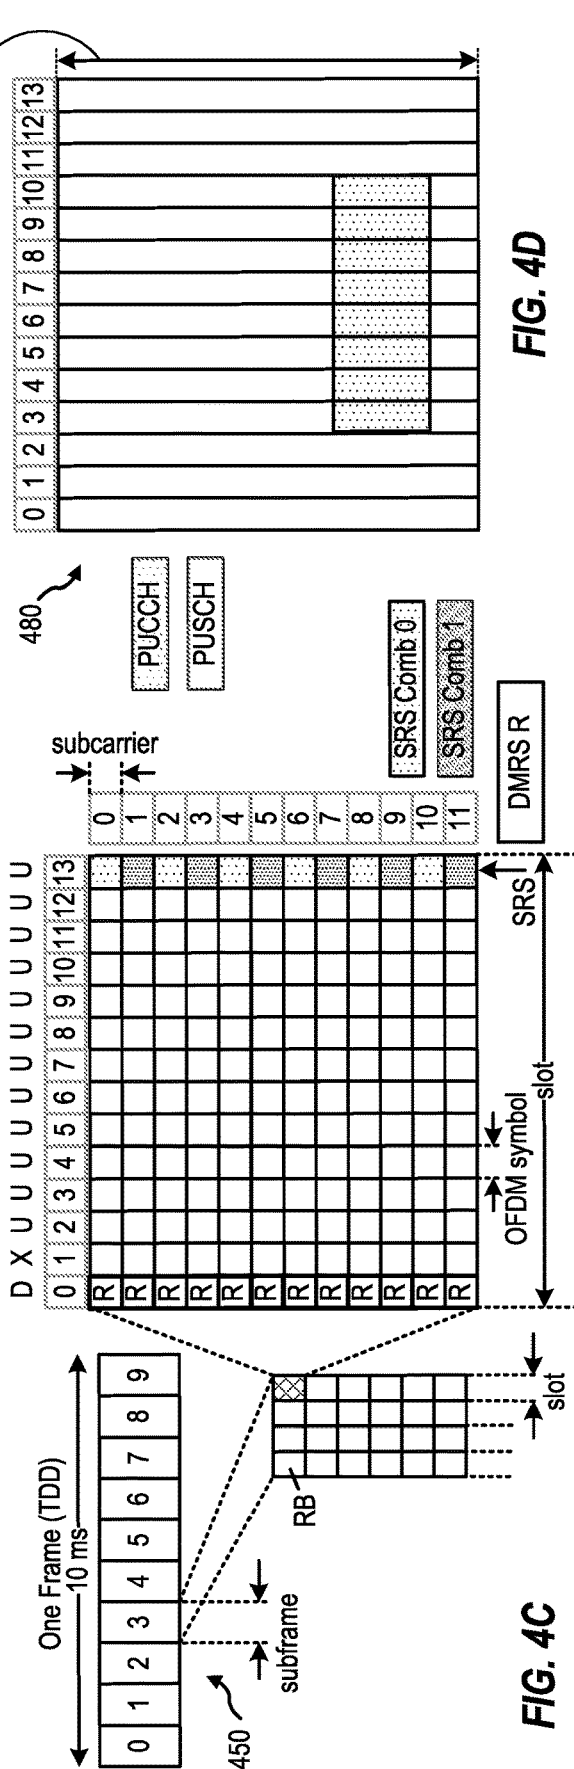 One Frame (TDD)
10 ms
0 1 2 3 4 5 6 7 8 9
450
subframe
RB
slot
FIG. 4C
D X U U U U U U U U U U U U
0 1 2 3 4 5 6 7 8 9 10 11 12 13
subcarrier
R 0
R 1
R 2
R 3
R 4
R 5
R 6
R 7
R 8
R 9
R 10
R 11
OFDM symbol
SRS
slot
SRS Comb 0
SRS Comb 1
DMRS R
480
PUCCH
PUSCH
0 1 2 3 4 5 6 7 8 9 10 11 12 13
FIG. 4D